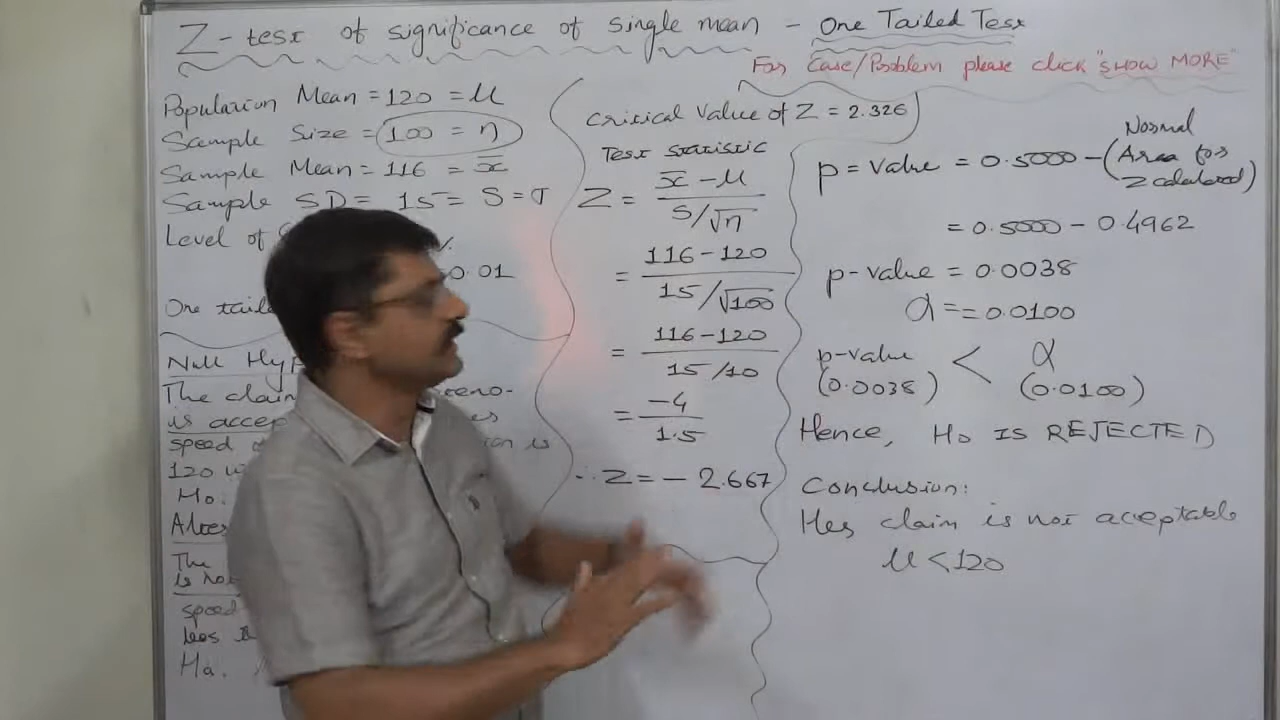 Z-test of significance of single mean - One Tailed Test
For Case/Problem please click "SHOW MORE"
Population Mean = 120 = μ
Sample Size = 100 = n
Sample Mean = 116 = x̄
Sample SD = 15 = S = σ
Level of
%
0.01
One taile
Null Hyp
The claim
is accep
speed
n is
120
Ho.
Alter
The
is no
speed
less
Ha.
Critical Value of Z = 2.326
Test Statistic
Z = x̄ - μ / S/√n
= 116-120 / 15/√100
= 116-120 / 15/10
= -4 / 1.5
∴ Z = - 2.667
p-value = 0.5000 - (Normal Area for Z calculated)
= 0.5000 - 0.4962
p-value = 0.0038
α = = 0.0100
p-value < α
(0.0038) (0.0100)
Hence, Ho IS REJECTED
Conclusion:
Her claim is not acceptable
μ < 120